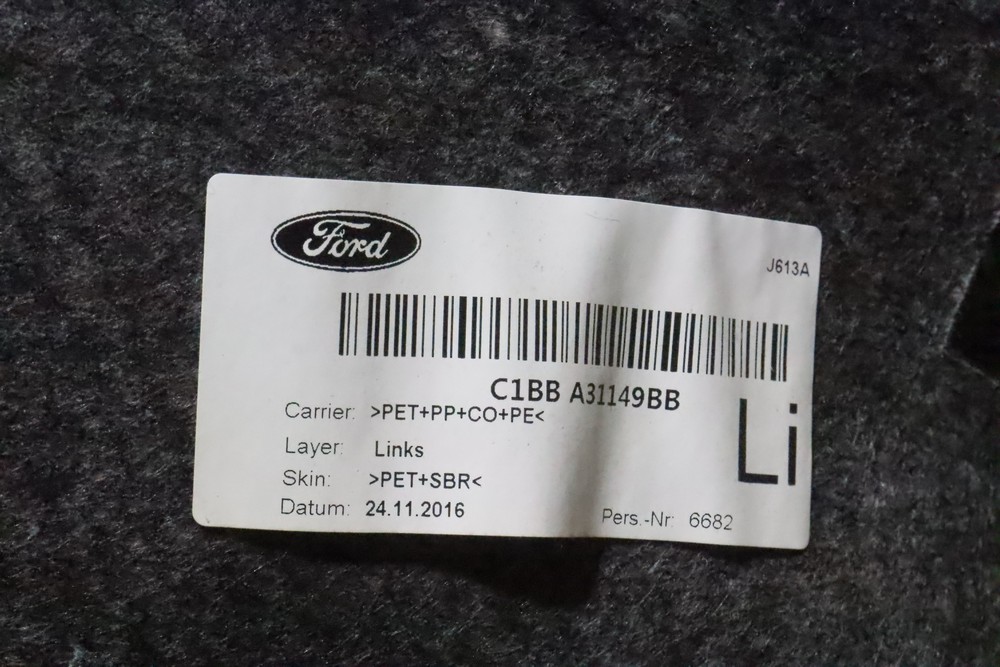 Ford
J613A
C1BB A31149BB
Carrier: >PET+PP+CO+PE<
Li
Layer: Links
Skin: >PET+SBR<
Datum: 24.11.2016
Pers.-Nr: 6682